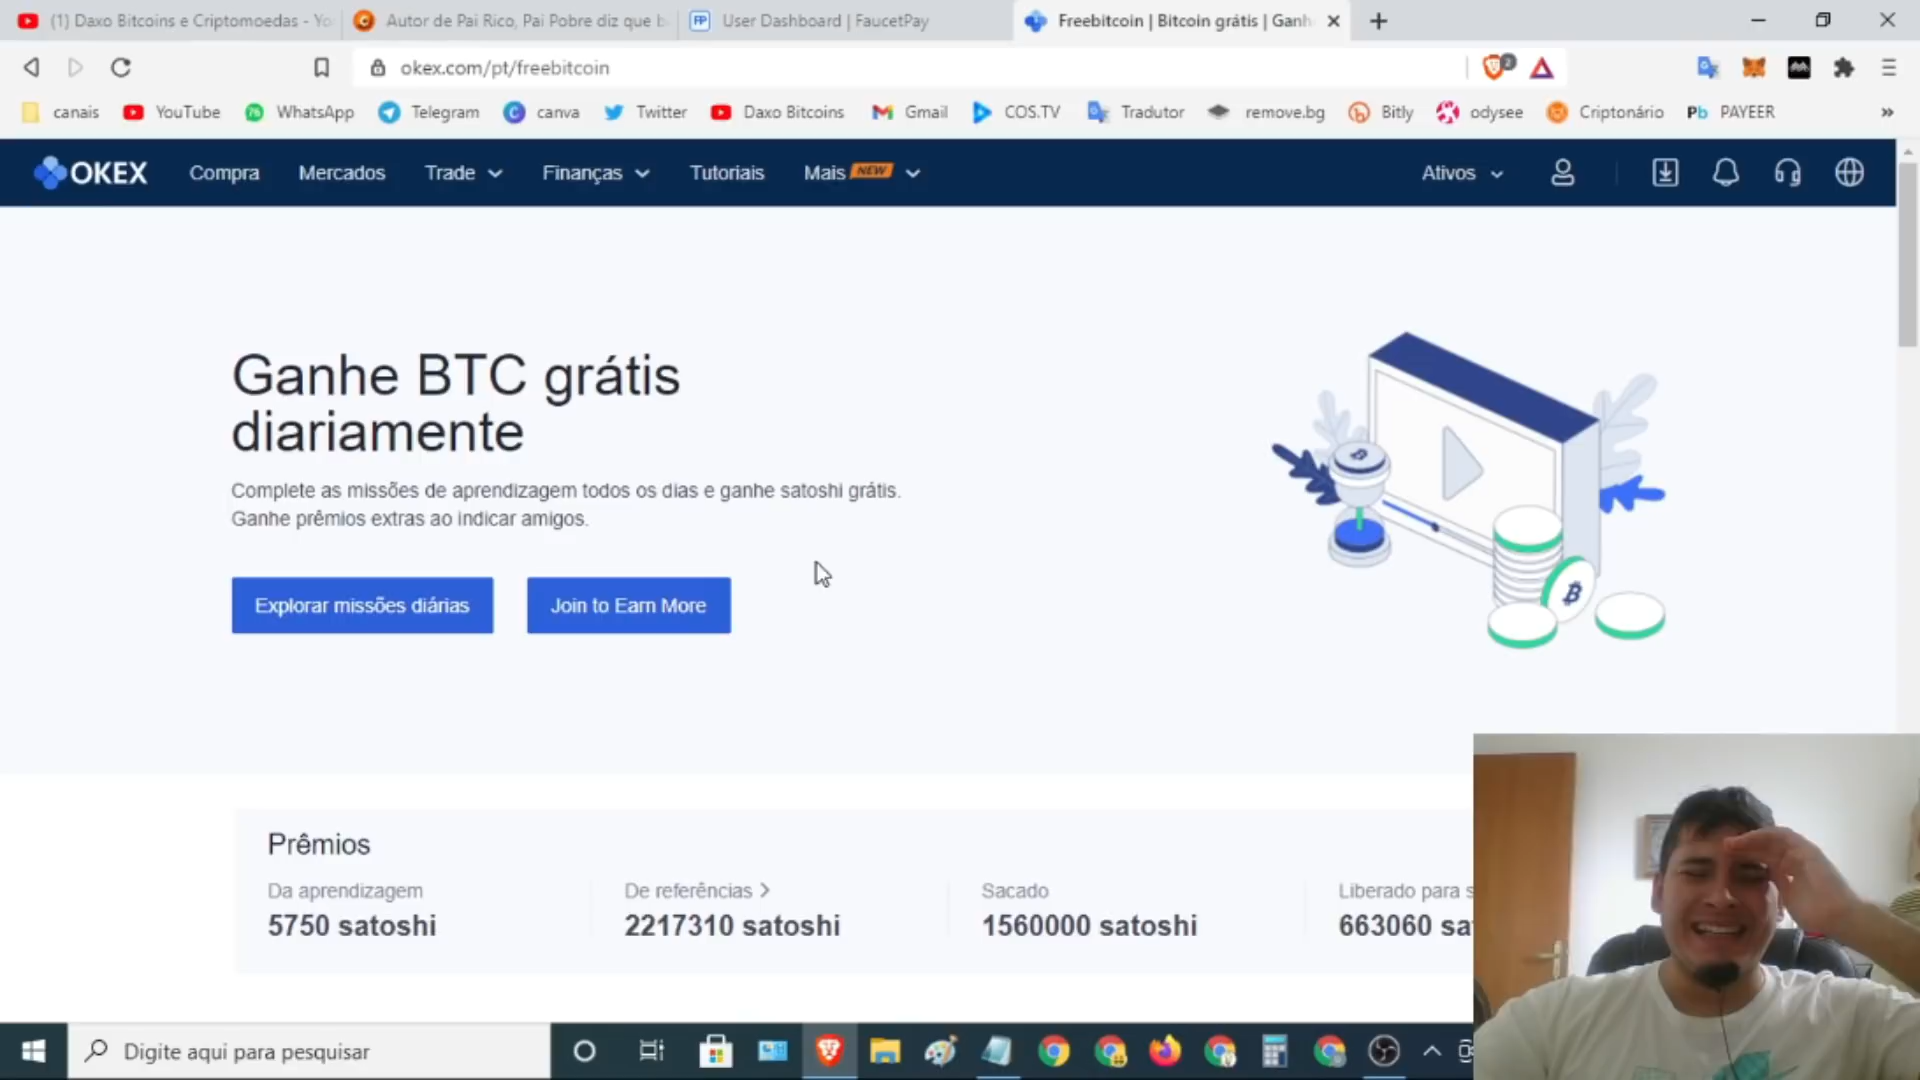 (1) Daxo Bitcoins e Criptomoedas - Yo
Autor de Pai Rico, Pai Pobre diz que b
FP
User Dashboard | FaucetPay
Freebitcoin | Bitcoin grátis | Ganh
okex.com/pt/freebitcoin
2
canais
YouTube
WhatsApp
Telegram
canva
Twitter
Daxo Bitcoins
Gmail
COS.TV
Tradutor
remove.bg
Bitly
odysee
Criptonário
Pb PAYEER
OKEX
Compra
Mercados
Trade
Finanças
Tutoriais
Mais NEW
Ativos
Ganhe BTC grátis
diariamente
Complete as missões de aprendizagem todos os dias e ganhe satoshi grátis.
Ganhe prêmios extras ao indicar amigos.
Explorar missões diárias
Join to Earn More
Prêmios
Da aprendizagem
5750 satoshi
De referências
2217310 satoshi
Sacado
1560000 satoshi
Liberado para s
663060 sa
Digite aqui para pesquisar